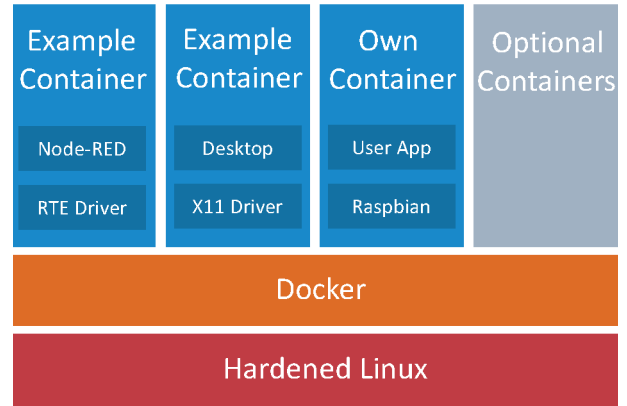 Example
Container
Node-RED
RTE Driver
Example
Container
Desktop
X11 Driver
Own
Container
User App
Raspbian
Optional
Containers
Docker
Hardened Linux